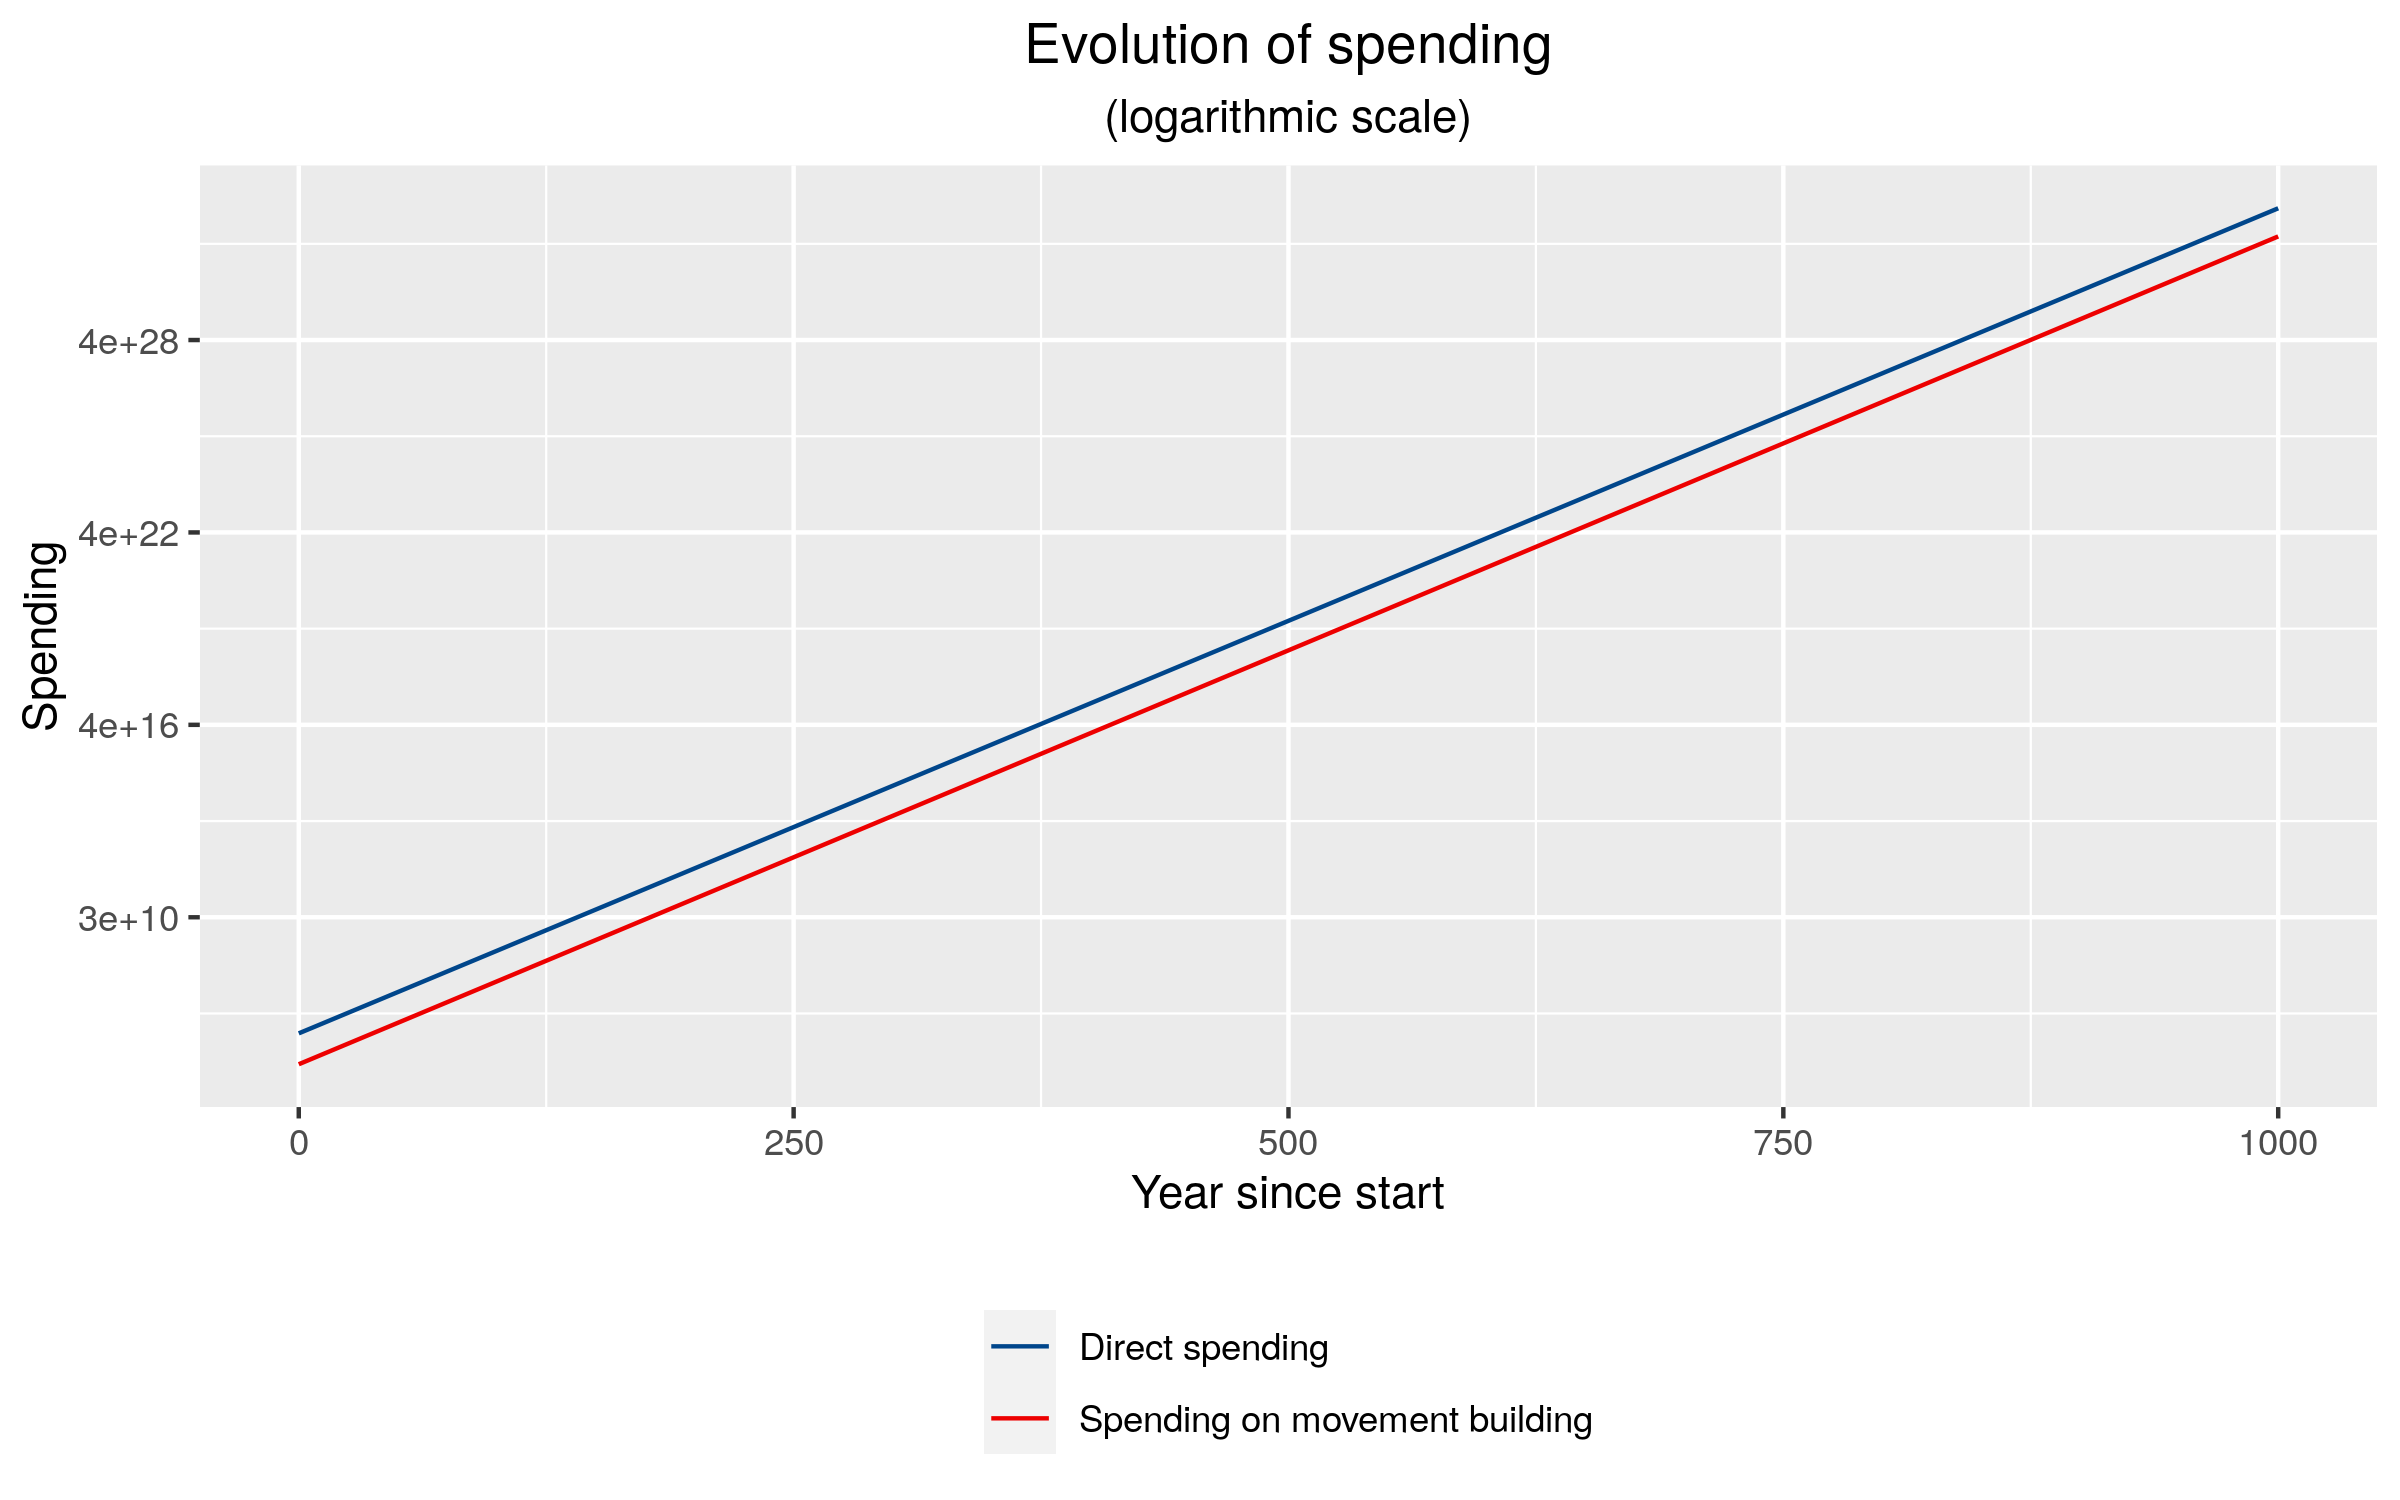 Evolution of spending
(logarithmic scale)
Spending
4e+28
4e+22
4e+16
3e+10
0 250 500 750 1000
Year since start
Direct spending
Spending on movement building